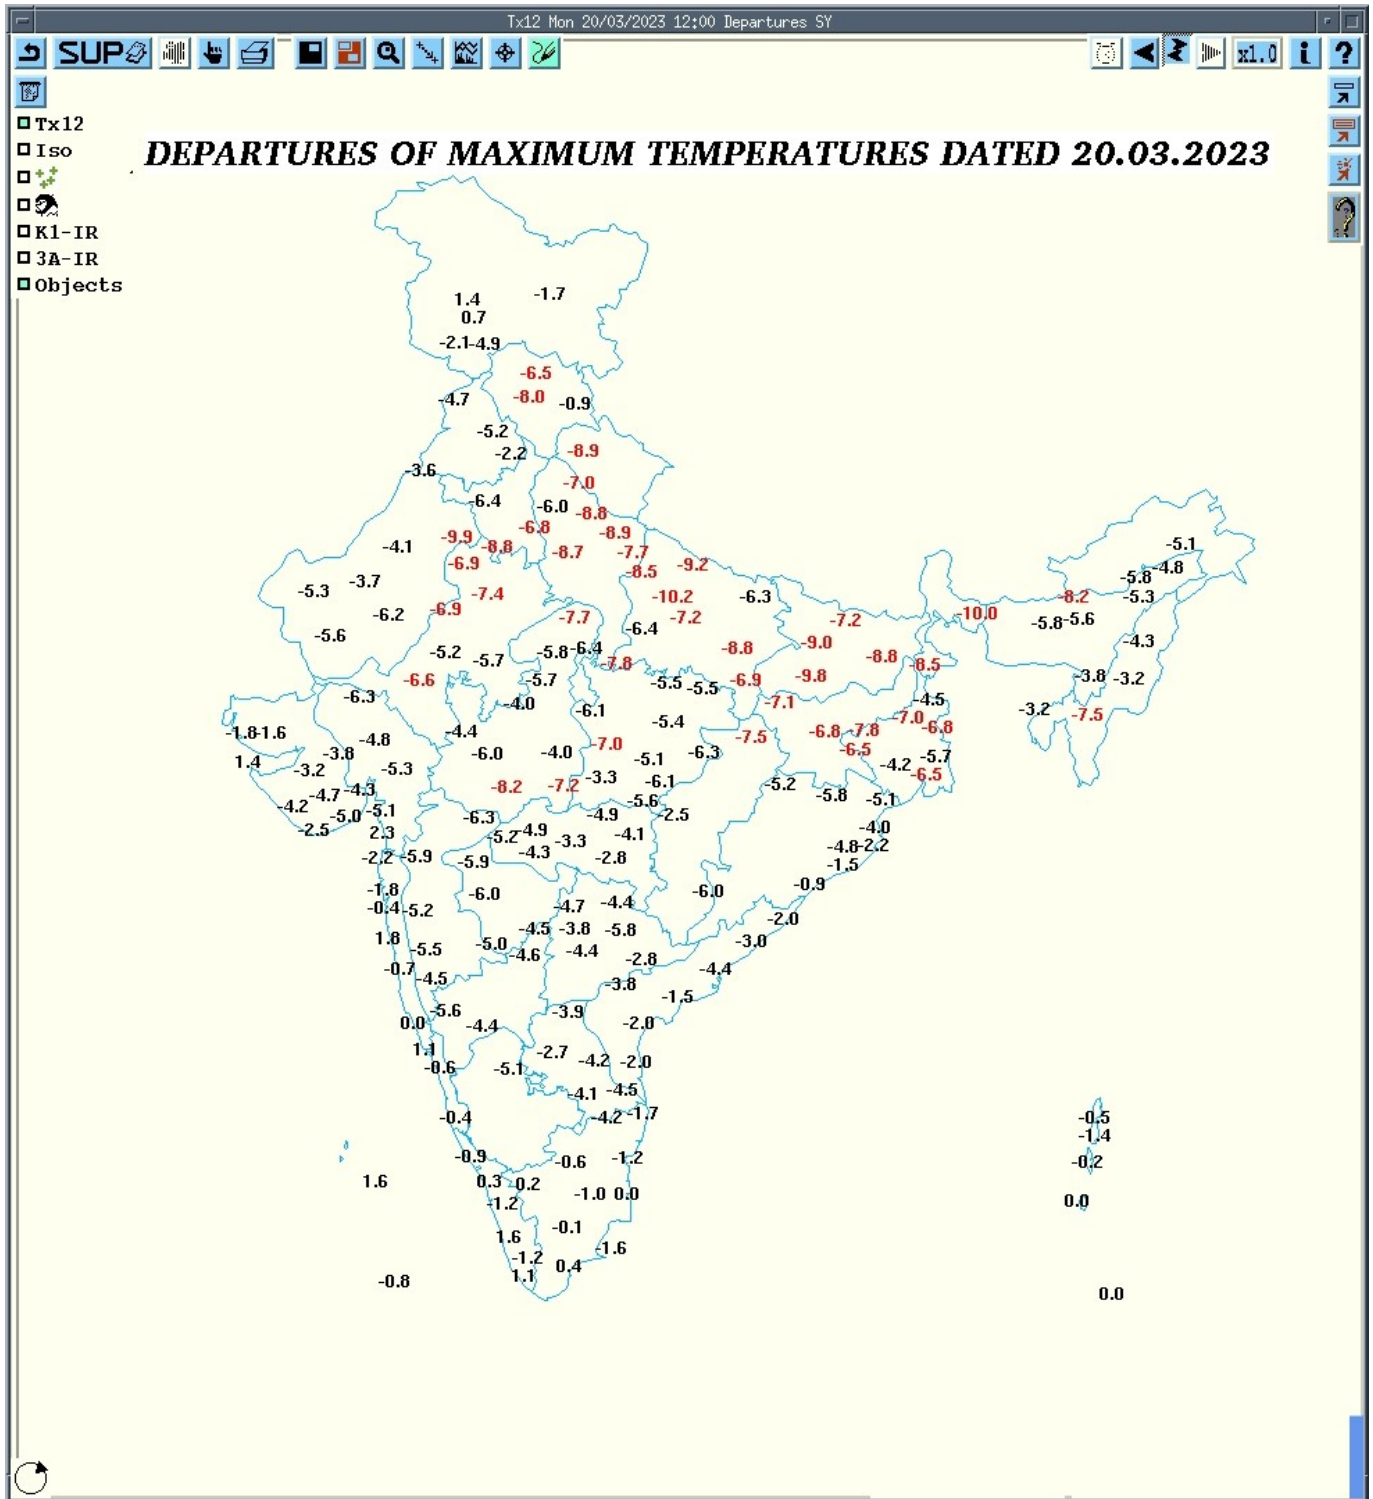 Tx12 Mon 20/03/2023 12:00 Departures SY
SUP x1.0 i ?
Tx12
Iso
K1-IR
3A-IR
Objects
?
DEPARTURES OF MAXIMUM TEMPERATURES DATED 20.03.2023
1.4 -1.7
0.7
-2.1 -4.9
-6.5
-4.7 -8.0 -0.9
-5.2
-2.2 -8.9
-3.6
-7.0
-6.4 -6.0 -8.8
-9.9 -6.8 -8.9
-4.1 -8.8 -8.7 -7.7 -5.1
-6.9 -8.5 -9.2 -4.8
-5.3 -3.7 -5.8
-7.4 -10.2 -6.3 -8.2 -5.3
-6.2 -6.9 -7.7 -7.2 -7.2 -10.0 -5.8 -5.6
-5.6 -6.4 -9.0 -4.3
-5.2 -5.7 -5.8 -6.4 -8.8 -8.8
-7.8 -8.5
-6.6 -5.7 -5.5 -5.5 -6.9 -9.8 -3.8 -3.2
-6.3 -4.0 -7.1 -4.5
-6.1 -5.4 -7.0 -3.2 -7.5
-1.8 -1.6 -4.8 -4.4 -7.0 -7.5 -6.8 -7.8 -6.8
1.4 -3.8 -6.0 -4.0 -5.1 -6.3 -6.5 -5.7
-3.2 -5.3 -3.3 -6.1 -4.2 -6.5
-4.7 -4.3 -8.2 -7.2 -5.2
-4.2 -5.0 -5.1 -6.3 -5.6 -5.8 -5.1
-2.5 2.3 -4.9 -2.5
-5.2 -4.9 -3.3 -4.1 -4.0
-2.2 -5.9 -5.9 -4.3 -2.8 -4.8 -2.2
-1.5
-1.8 -6.0 -6.0 -0.9
-0.4 -5.2 -4.7 -4.4
-2.0
1.8 -5.0 -4.5 -3.8 -5.8 -3.0
-5.5 -4.6 -4.4 -2.8
-0.7 -4.5 -4.4
-3.8 -1.5
-5.6 -3.9
0.0 -4.4 -2.0
1.1 -2.7
-0.6 -5.1 -4.2 -2.0
-4.1 -4.5
-0.4 -4.2 -1.7 -0.5
-1.4
-0.9 -0.6 -1.2 -0.2
1.6 0.3 0.2
-1.2 -1.0 0.0 0.0
1.6 -0.1
-1.2 -1.6
1.1 0.4
-0.8 0.0